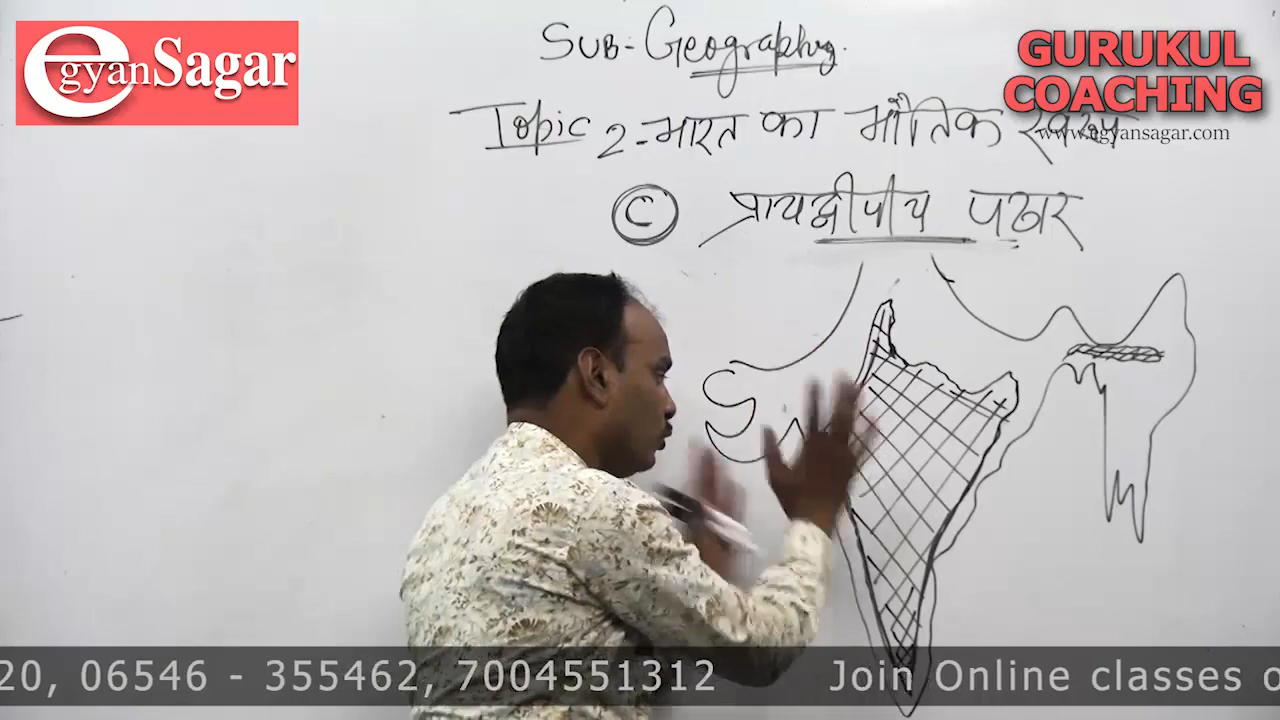 egyanSagar
Sub- Geography.
GURUKUL
COACHING
www.egyansagar.com
Topic 2-भारत का भौतिक स्वरूप
C प्रायद्वीपीय पठार
20, 06546 - 355462, 7004551312 Join Online classes o